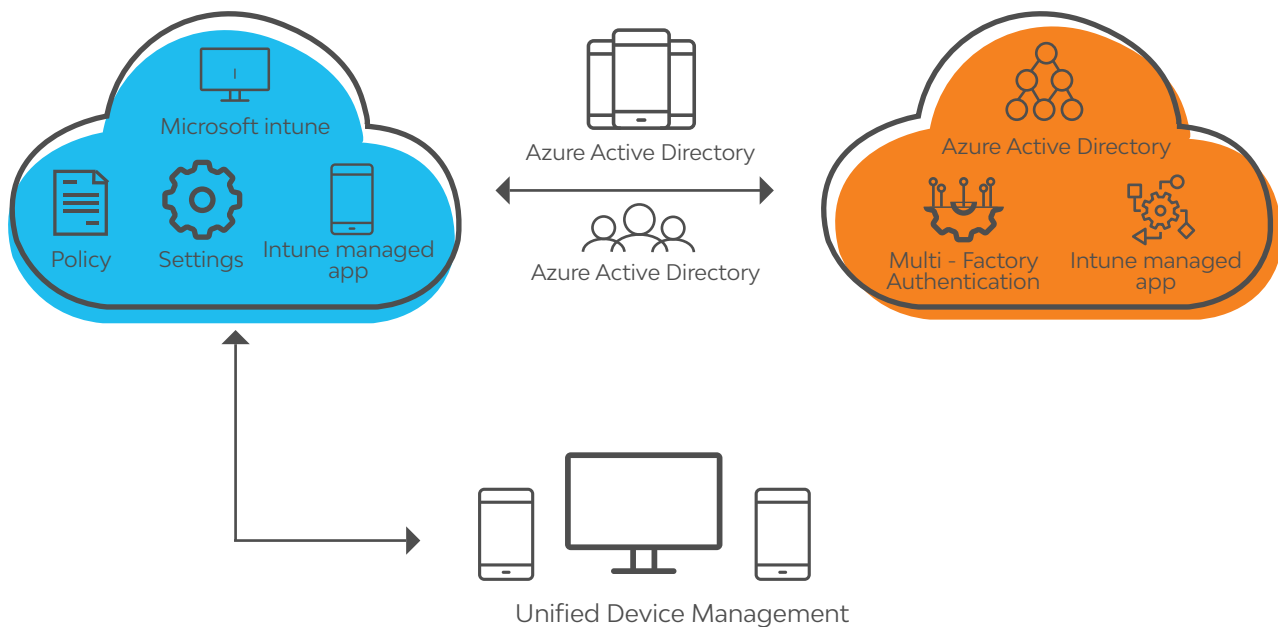 Microsoft intune
Policy
Settings
Intune managed
app
Azure Active Directory
Azure Active Directory
Azure Active Directory
Multi - Factory
Authentication
Intune managed
app
Unified Device Management